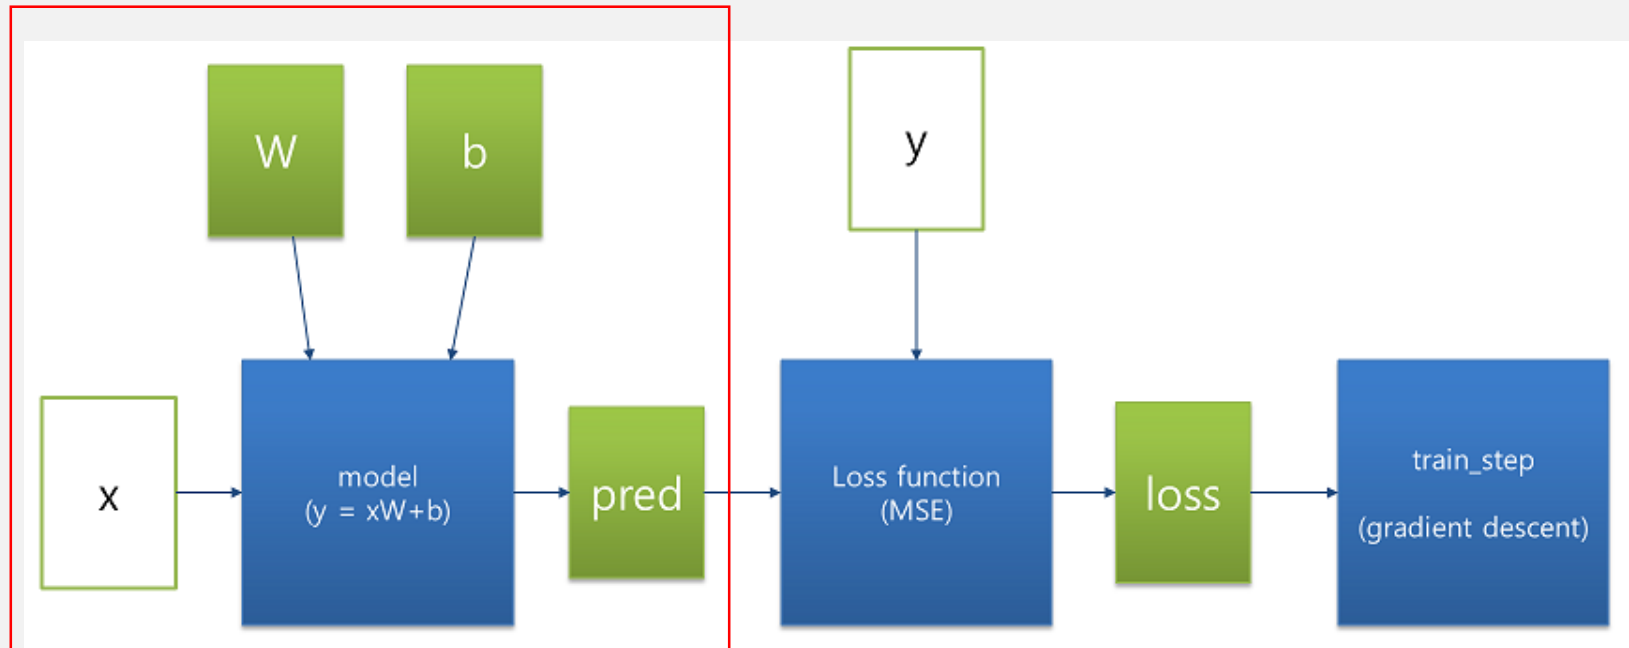 W
b
y
x
model
(y = xW+b)
pred
Loss function
(MSE)
loss
train_step
(gradient descent)